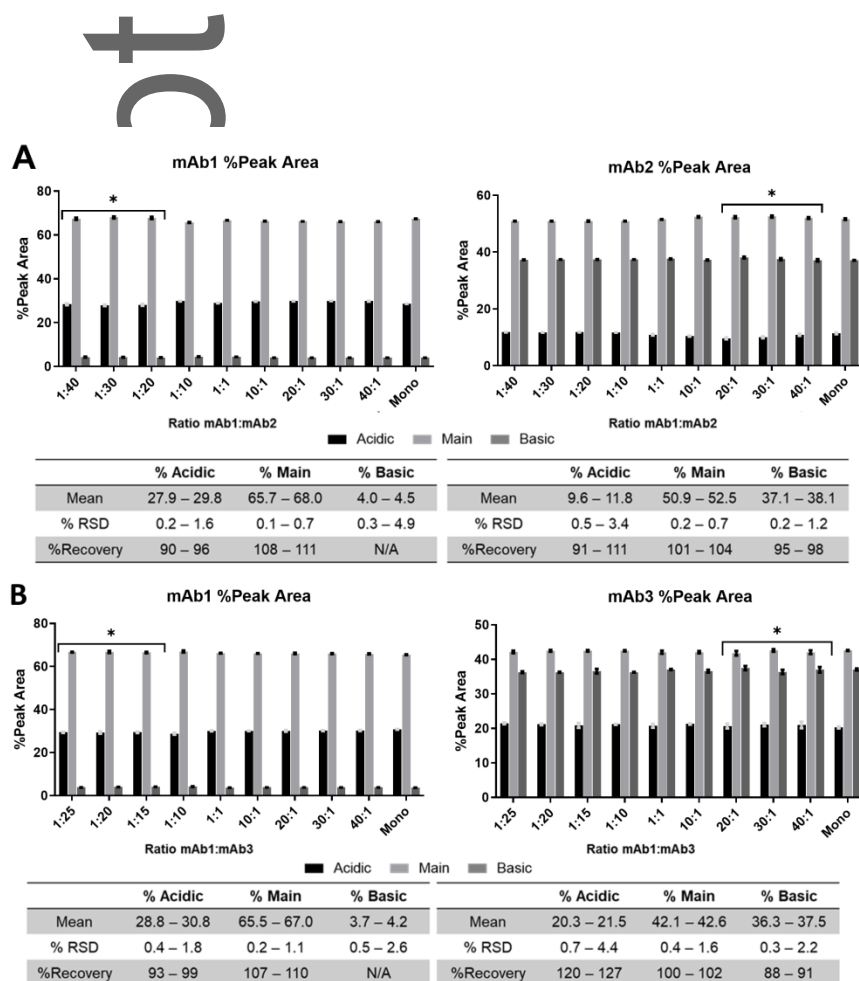 pt
A
mAb1 %Peak Area
%Peak Area
80
60
40
20
0
1:40 1:30 1:20 1:10 1:1 10:1 20:1 30:1 40:1 Mono
Ratio mAb1:mAb2
*
mAb2 %Peak Area
%Peak Area
60
40
20
0
1:40 1:30 1:20 1:10 1:1 10:1 20:1 30:1 40:1 Mono
Ratio mAb1:mAb2
*
Acidic Main Basic
% Acidic % Main % Basic
Mean 27.9 – 29.8 65.7 – 68.0 4.0 – 4.5
% RSD 0.2 – 1.6 0.1 – 0.7 0.3 – 4.9
%Recovery 90 – 96 108 – 111 N/A
% Acidic % Main % Basic
Mean 9.6 – 11.8 50.9 – 52.5 37.1 – 38.1
% RSD 0.5 – 3.4 0.2 – 0.7 0.2 – 1.2
%Recovery 91 – 111 101 – 104 95 – 98
B
mAb1 %Peak Area
%Peak Area
80
60
40
20
0
1:25 1:20 1:15 1:10 1:1 10:1 20:1 30:1 40:1 Mono
Ratio mAb1:mAb3
*
mAb3 %Peak Area
%Peak Area
50
40
30
20
10
0
1:25 1:20 1:15 1:10 1:1 10:1 20:1 30:1 40:1 Mono
Ratio mAb1:mAb3
*
Acidic Main Basic
% Acidic % Main % Basic
Mean 28.8 – 30.8 65.5 – 67.0 3.7 – 4.2
% RSD 0.4 – 1.8 0.2 – 1.1 0.5 – 2.6
%Recovery 93 – 99 107 – 110 N/A
% Acidic % Main % Basic
Mean 20.3 – 21.5 42.1 – 42.6 36.3 – 37.5
% RSD 0.7 – 4.4 0.4 – 1.6 0.3 – 2.2
%Recovery 120 – 127 100 – 102 88 – 91